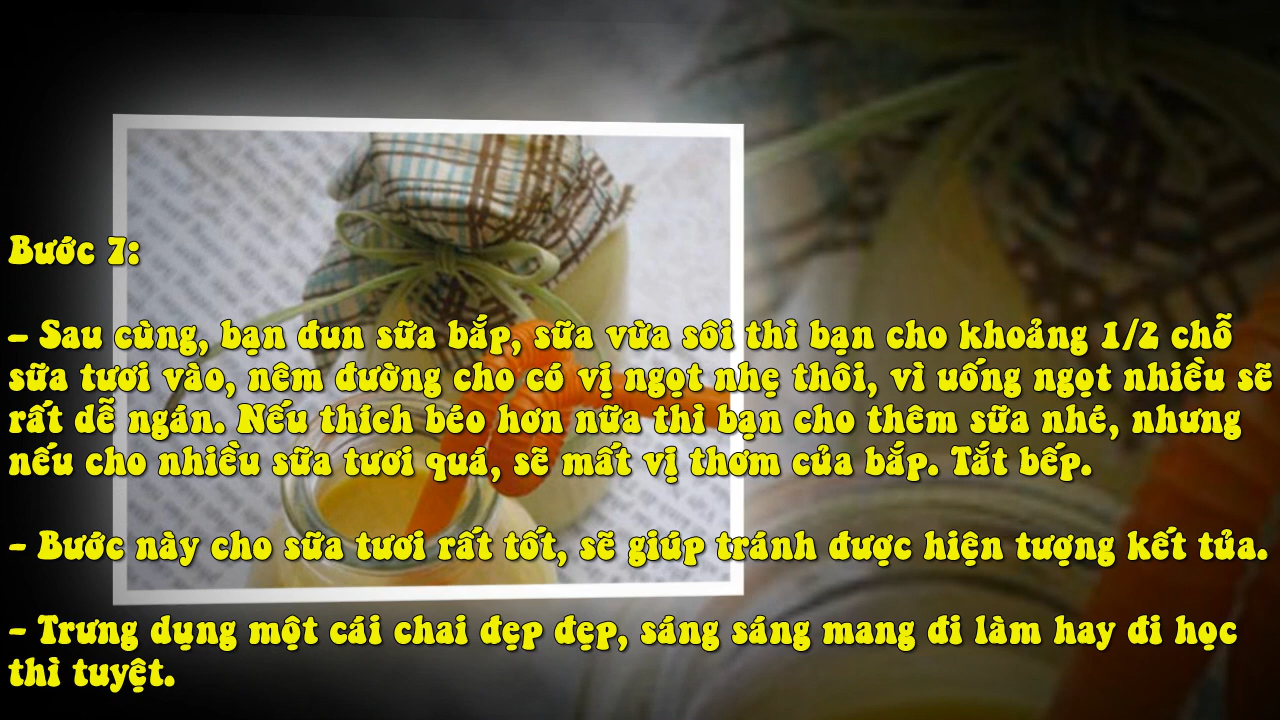 Bước 7:
– Sau cùng, bạn đun sữa bắp, sữa vừa sôi thì bạn cho khoảng 1/2 chỗ
sữa tươi vào, nêm đường cho có vị ngọt nhẹ thôi, vì uống ngọt nhiều sẽ
rất dễ ngán. Nếu thích béo hơn nữa thì bạn cho thêm sữa nhé, nhưng
nếu cho nhiều sữa tươi quá, sẽ mất vị thơm của bắp. Tắt bếp.
– Bước này cho sữa tươi rất tốt, sẽ giúp tránh được hiện tượng kết tủa.
– Trưng dụng một cái chai đẹp đẹp, sáng sáng mang đi làm hay đi học
thì tuyệt.